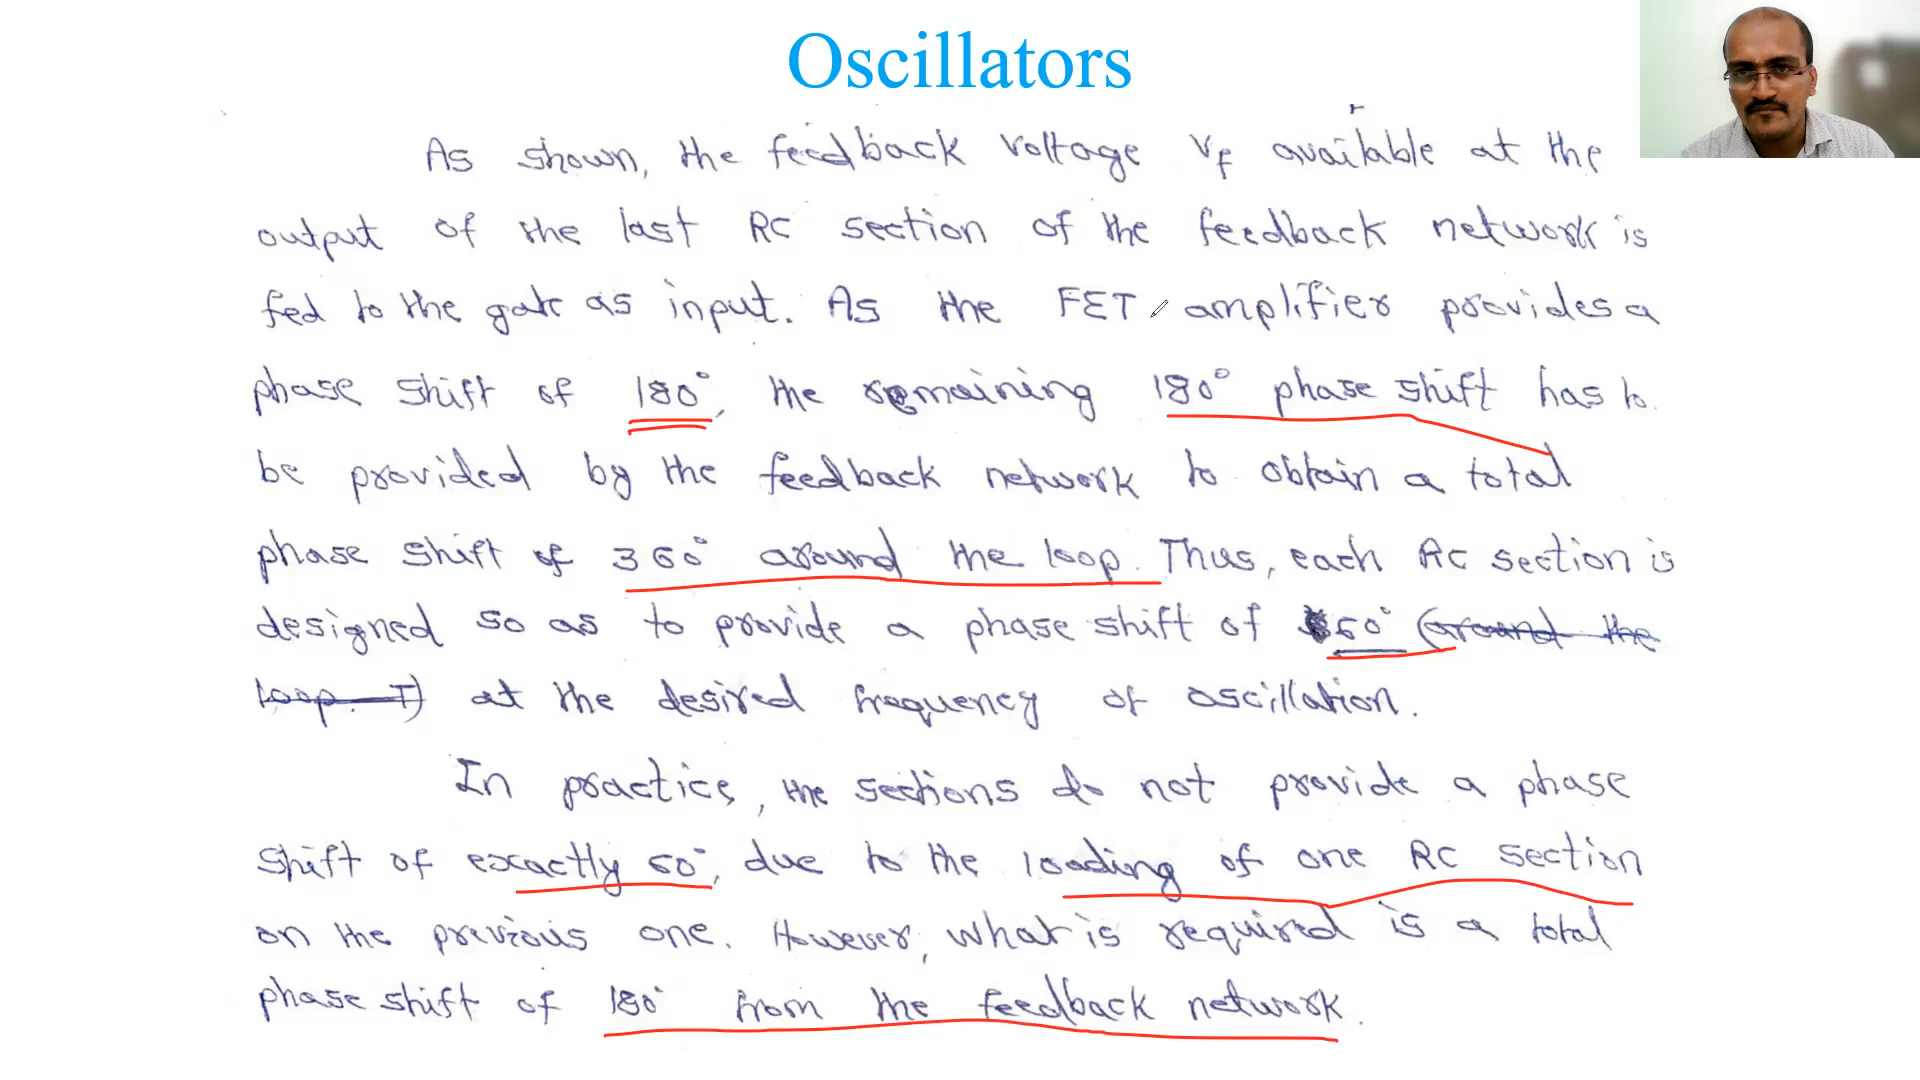 Oscillators
As shown, the feedback voltage Vf available at the
output of the last RC section of the feedback network is
fed to the gate as input. As the FET amplifier provides a
phase shift of 180°, the remaining 180° phase shift has to
be provided by the feedback network to obtain a total
phase shift of 360° around the loop. Thus, each RC section is
designed so as to provide a phase shift of 60° (around the
loop. T) at the desired frequency of oscillation.
In practice, the sections do not provide a phase
shift of exactly 60°, due to the loading of one RC section
on the previous one. However, what is required is a total
phase shift of 180° from the feedback network.